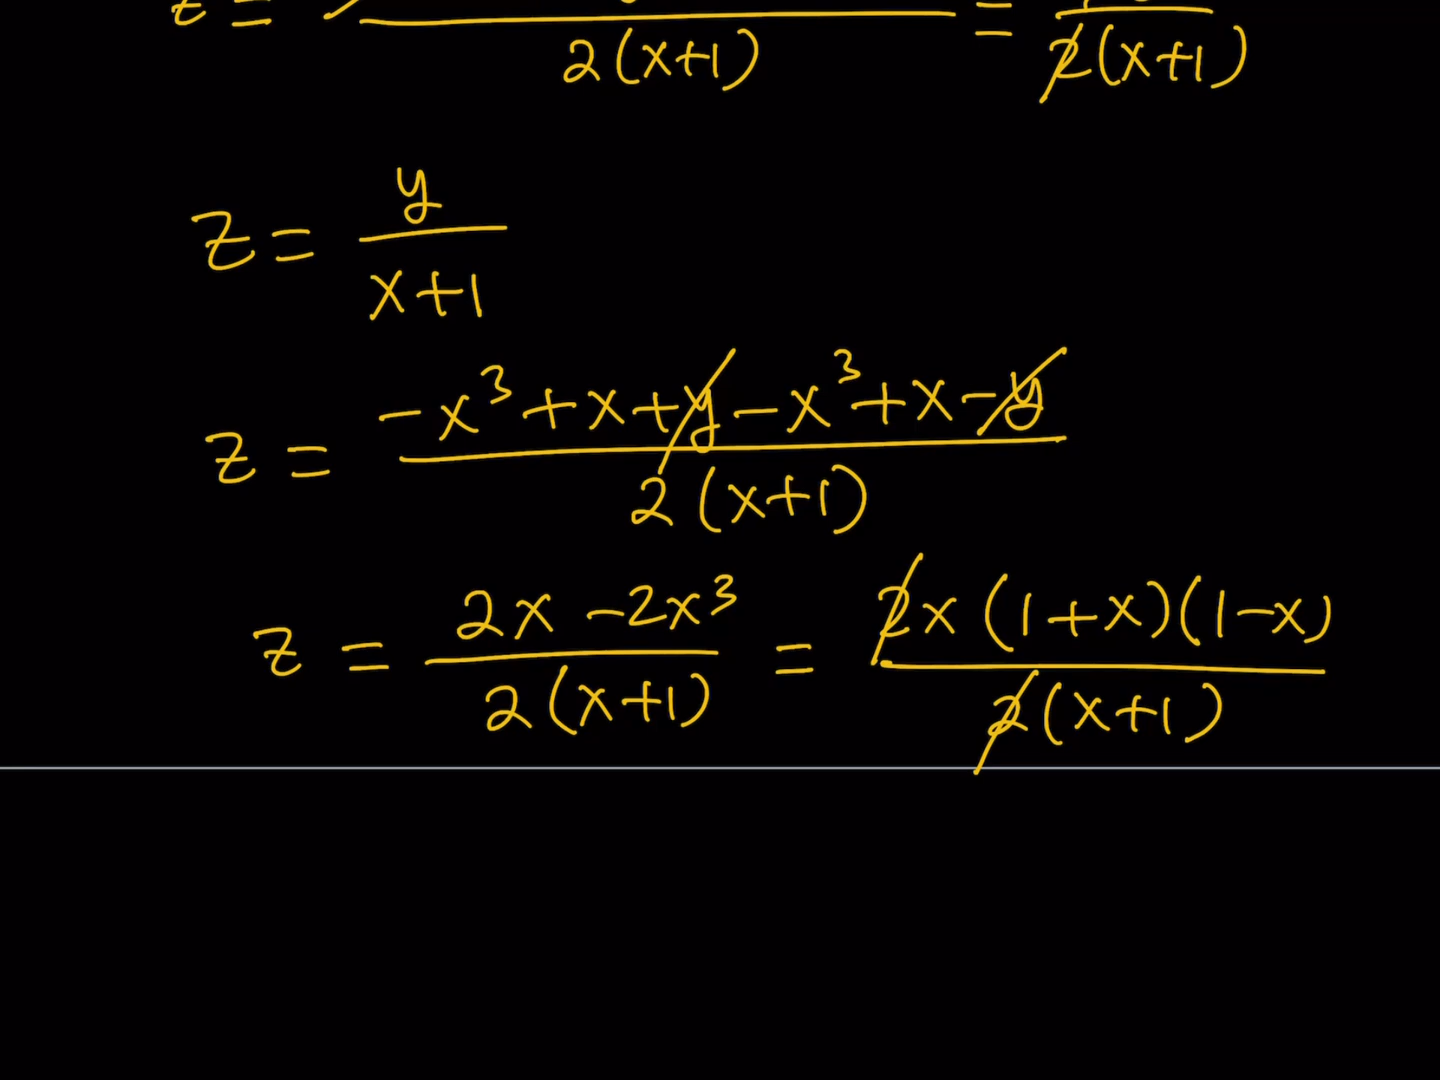 z = / 2(x+1) = / 2(x+1)
z = y/(x+1)
z = (-x³+x+y-x³+x-y)/(2(x+1))
z = (2x-2x³)/(2(x+1)) = (2x(1+x)(1-x))/(2(x+1))